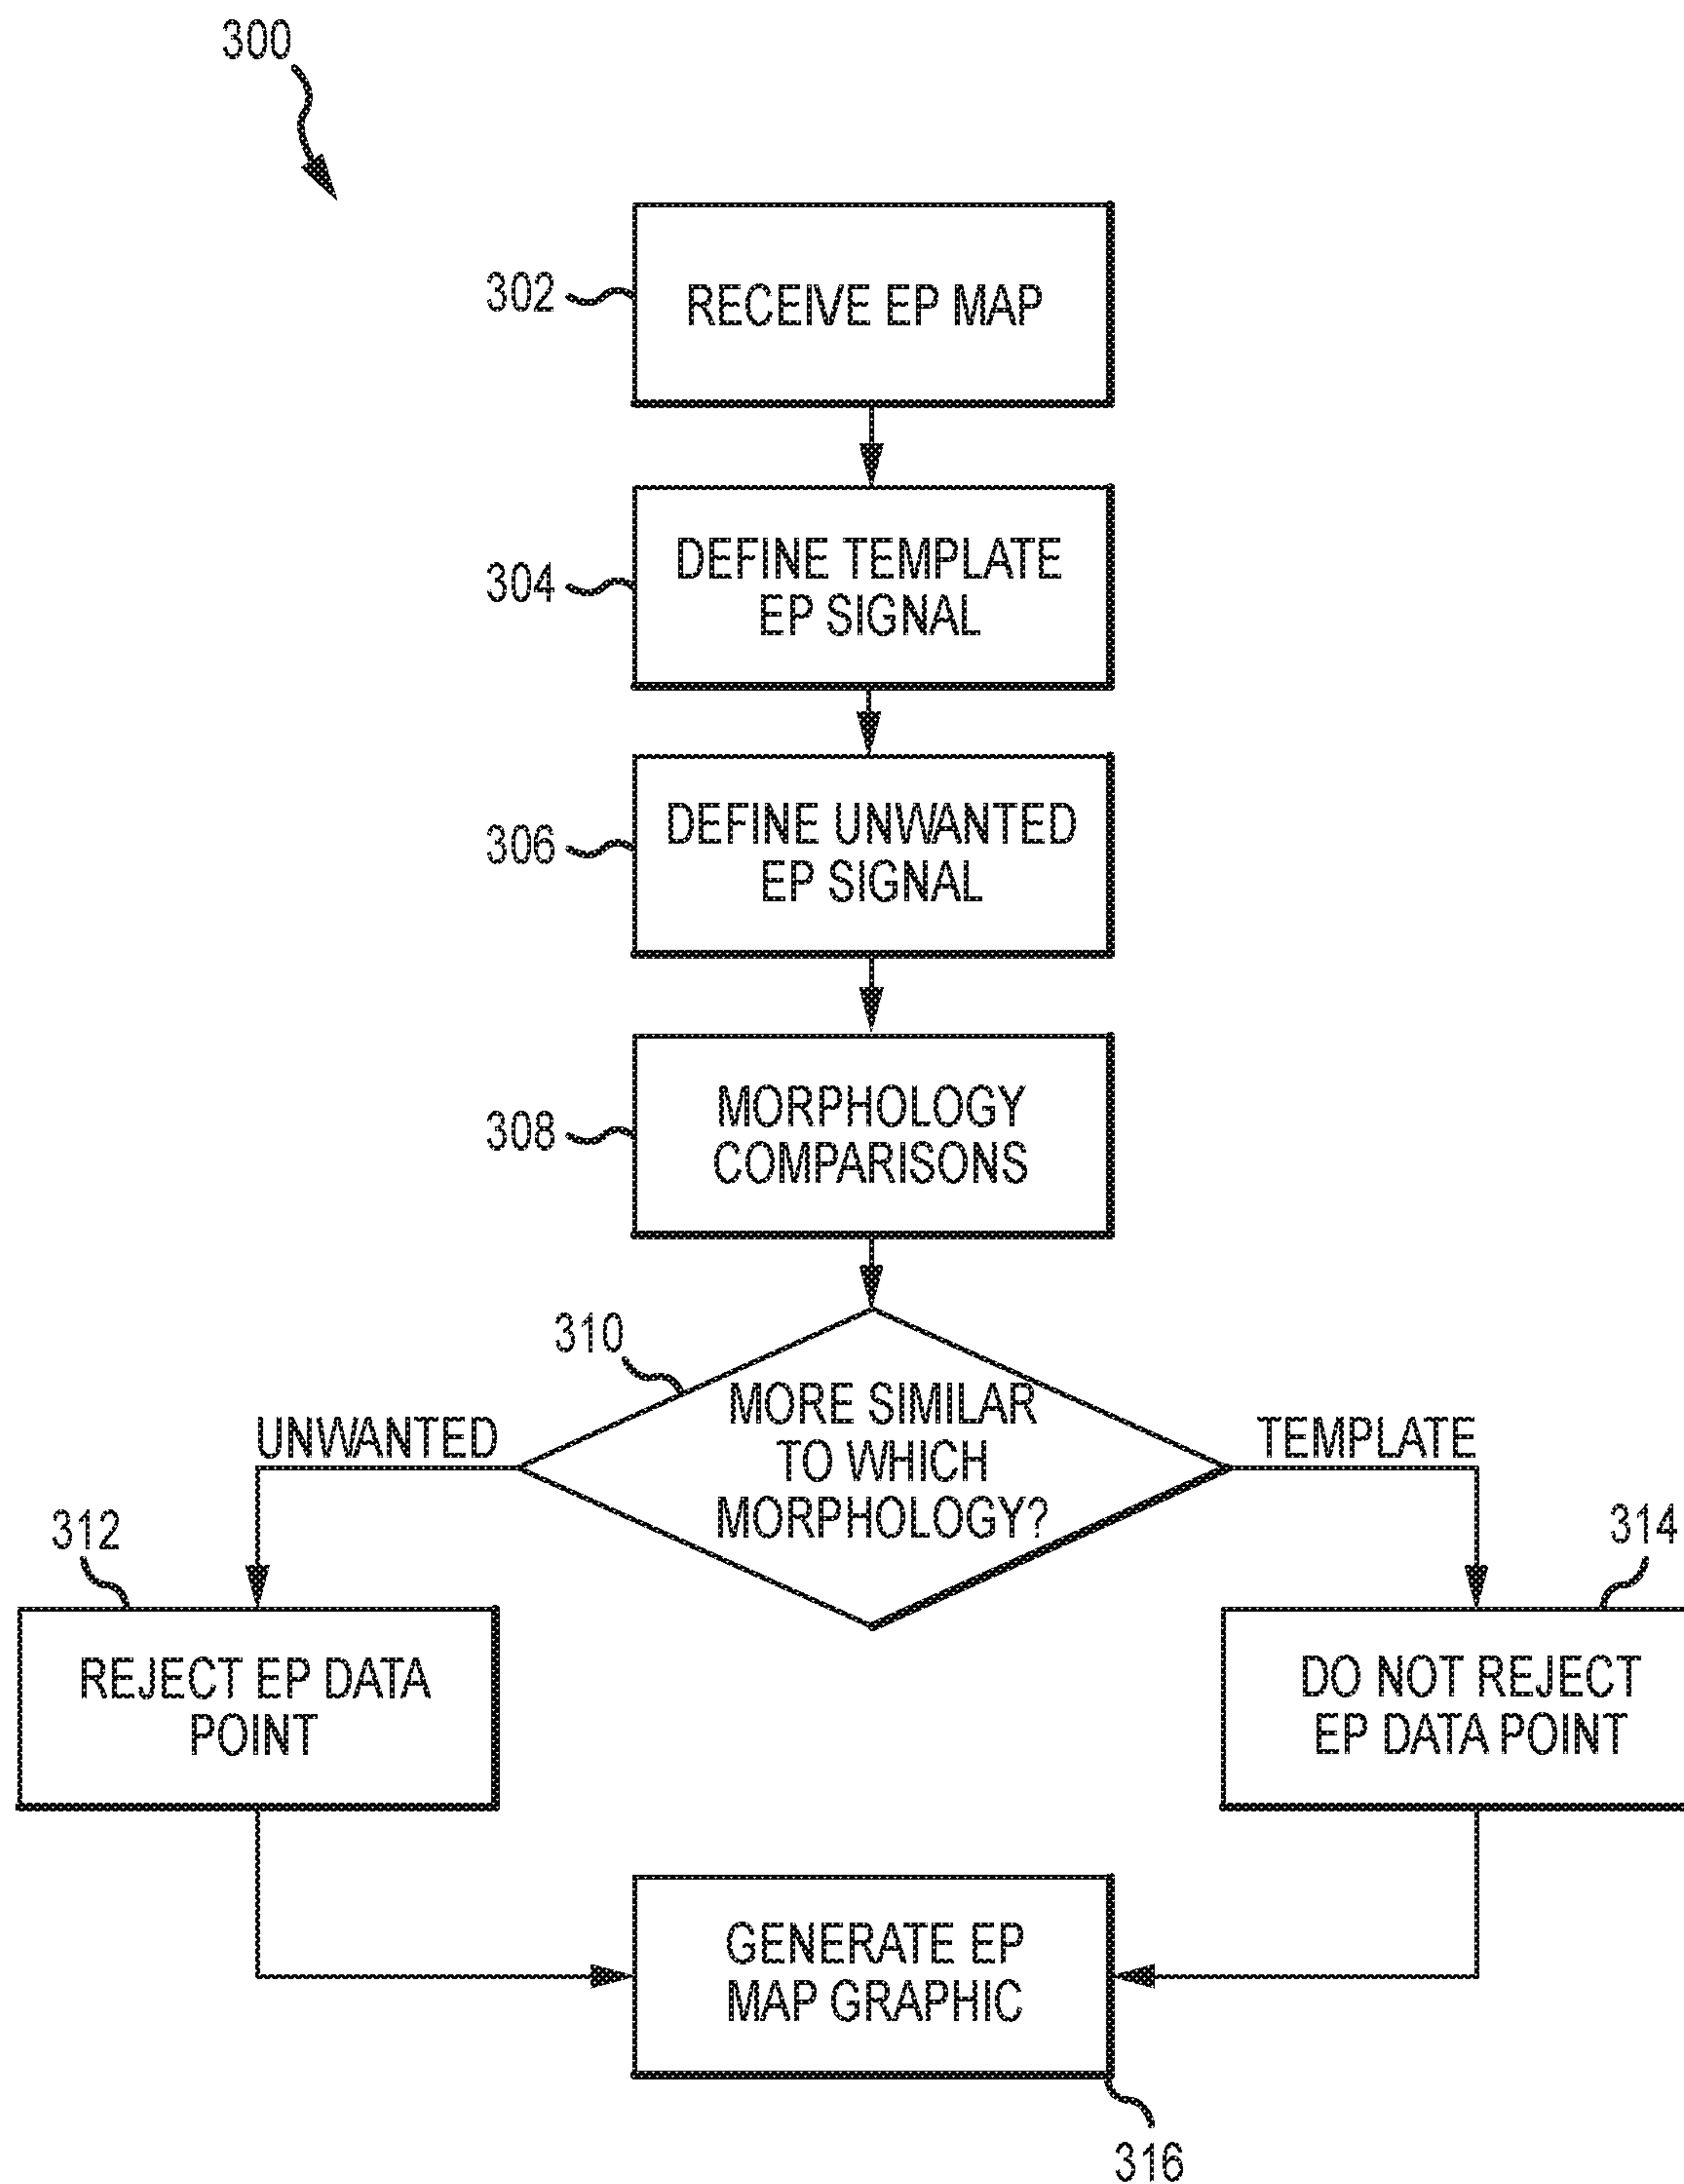 300
302
RECEIVE EP MAP
304
DEFINE TEMPLATE
EP SIGNAL
306
DEFINE UNWANTED
EP SIGNAL
308
MORPHOLOGY
COMPARISONS
310
MORE SIMILAR
TO WHICH
MORPHOLOGY?
UNWANTED
TEMPLATE
312
REJECT EP DATA
POINT
314
DO NOT REJECT
EP DATA POINT
GENERATE EP
MAP GRAPHIC
316